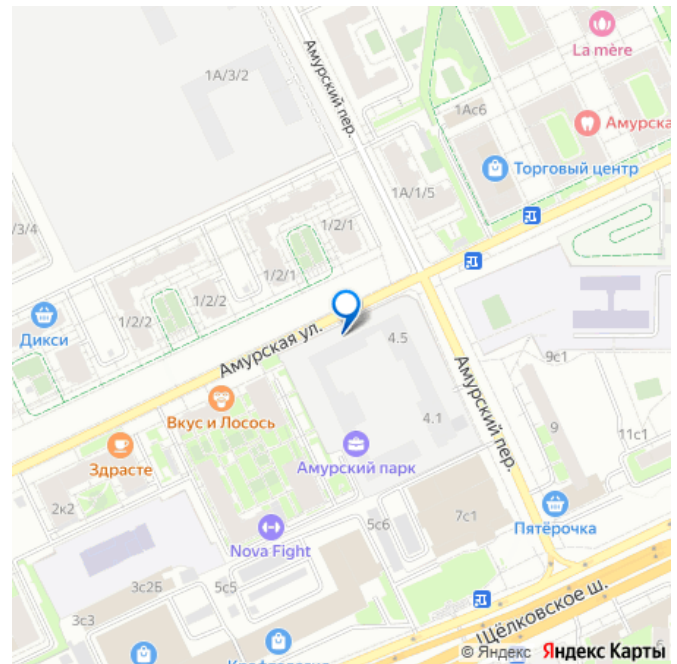 La mère
1А/3/2
Амурский пер.
1Ас6
Амурска
Торговый центр
1А/1/5
/3/4
1/2/1
1/2/1
1/2/2
1/2/2
Дикси
Амурская ул.
4.5
Амурский пер.
9с1
Вкус и Лосось
4.1
9
11с1
Здрасте
Амурский парк
2к2
5с6
7с1
Пятёрочка
Nova Fight
3с2Б
5с5
3с3
Щёлковское ш.
6
© Яндекс Яндекс Карты